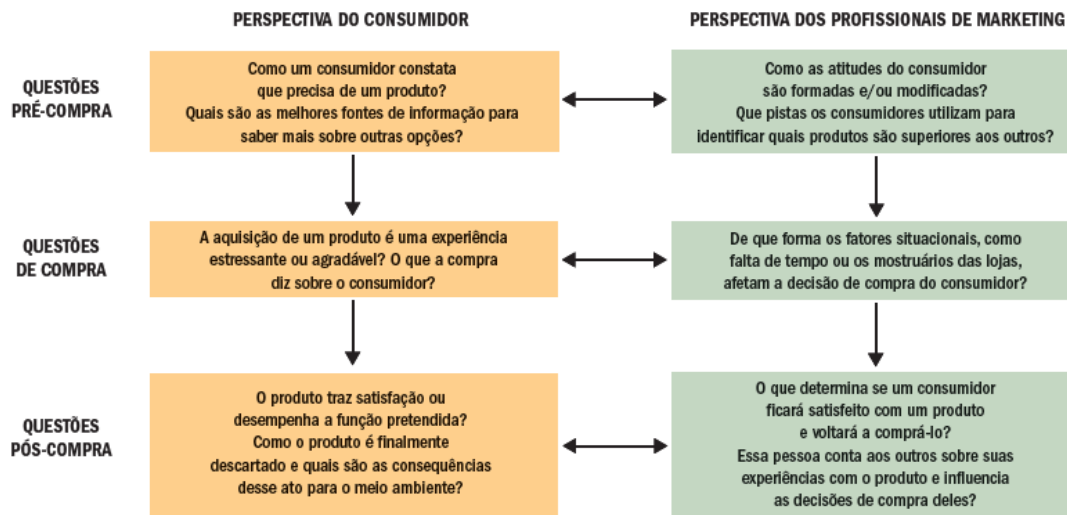 PERSPECTIVA DO CONSUMIDOR
PERSPECTIVA DOS PROFISSIONAIS DE MARKETING
QUESTÕES
PRÉ-COMPRA
Como um consumidor constata
que precisa de um produto?
Quais são as melhores fontes de informação para
saber mais sobre outras opções?
Como as atitudes do consumidor
são formadas e/ou modificadas?
Que pistas os consumidores utilizam para
identificar quais produtos são superiores aos outros?
QUESTÕES
DE COMPRA
A aquisição de um produto é uma experiência
estressante ou agradável? O que a compra
diz sobre o consumidor?
De que forma os fatores situacionais, como
falta de tempo ou os mostruários das lojas,
afetam a decisão de compra do consumidor?
QUESTÕES
PÓS-COMPRA
O produto traz satisfação ou
desempenha a função pretendida?
Como o produto é finalmente
descartado e quais são as consequências
desse ato para o meio ambiente?
O que determina se um consumidor
ficará satisfeito com um produto
e voltará a comprá-lo?
Essa pessoa conta aos outros sobre suas
experiências com o produto e influencia
as decisões de compra deles?